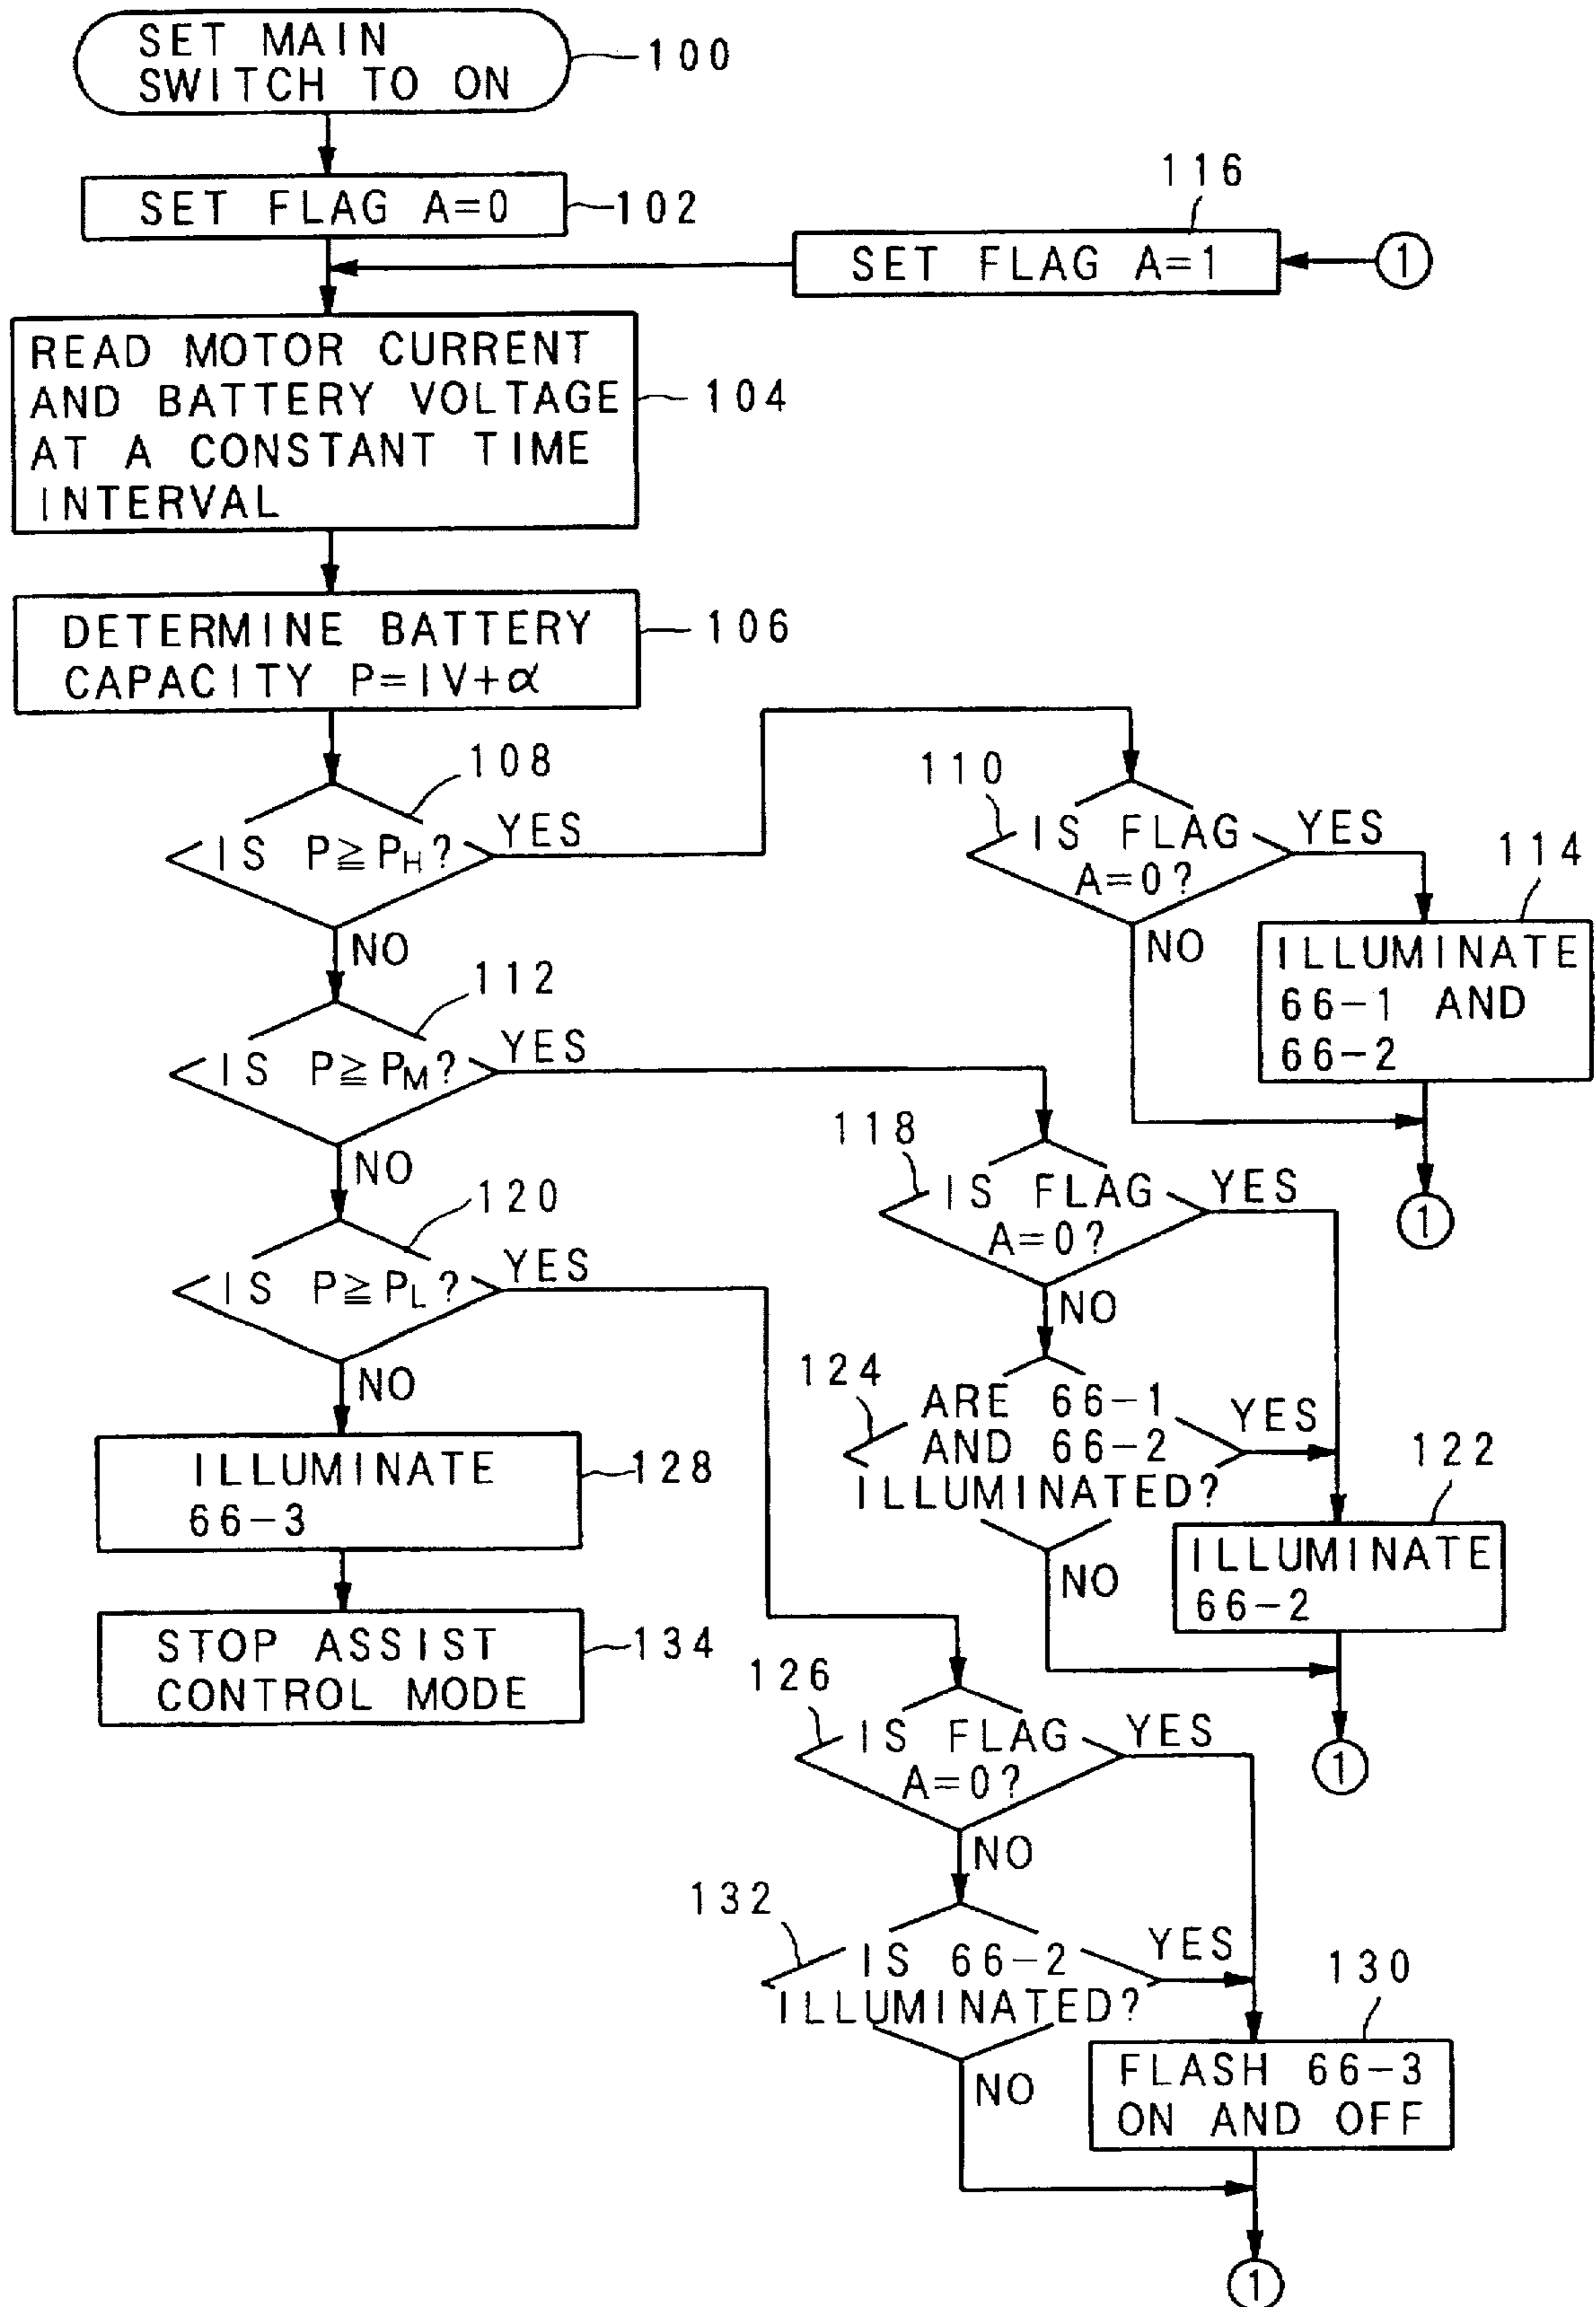 SET MAIN
SWITCH TO ON
100
SET FLAG A=0
102
116
SET FLAG A=1
1
READ MOTOR CURRENT
AND BATTERY VOLTAGE
AT A CONSTANT TIME
INTERVAL
104
DETERMINE BATTERY
CAPACITY P=IV+α
106
108
IS P≧PH?
YES
NO
110
IS FLAG
A=0?
YES
NO
114
ILLUMINATE
66-1 AND
66-2
1
112
IS P≧PM?
YES
NO
118
IS FLAG
A=0?
YES
NO
124
ARE 66-1
AND 66-2
ILLUMINATED?
YES
NO
122
ILLUMINATE
66-2
1
120
IS P≧PL?
YES
NO
ILLUMINATE
66-3
128
STOP ASSIST
CONTROL MODE
134
126
IS FLAG
A=0?
YES
NO
132
IS 66-2
ILLUMINATED?
YES
NO
130
FLASH 66-3
ON AND OFF
1